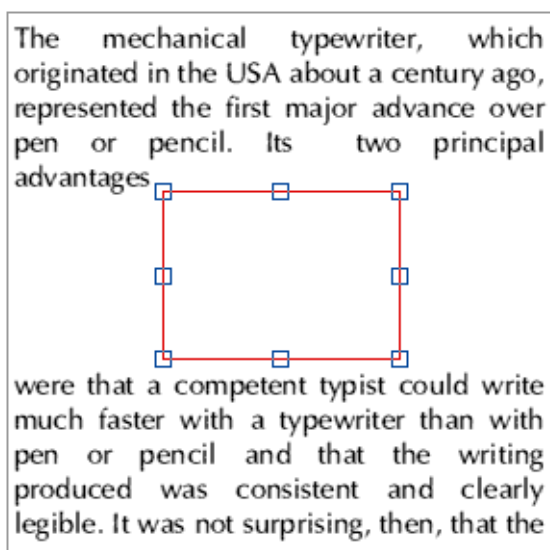 The mechanical typewriter, which
originated in the USA about a century ago,
represented the first major advance over
pen or pencil. Its two principal
advantages
were that a competent typist could write
much faster with a typewriter than with
pen or pencil and that the writing
produced was consistent and clearly
legible. It was not surprising, then, that the